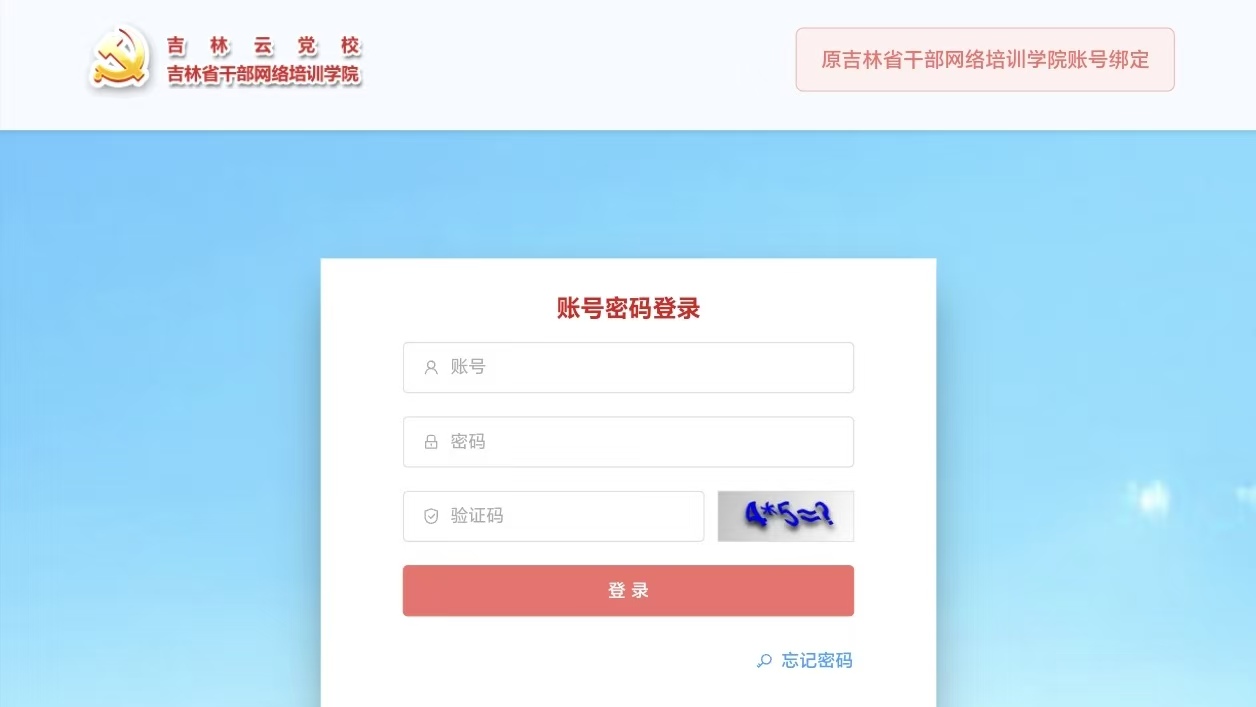 吉林云党校
吉林省干部网络培训学院
原吉林省干部网络培训学院账号绑定
账号密码登录
账号
密码
验证码
4*5=?
登录
忘记密码